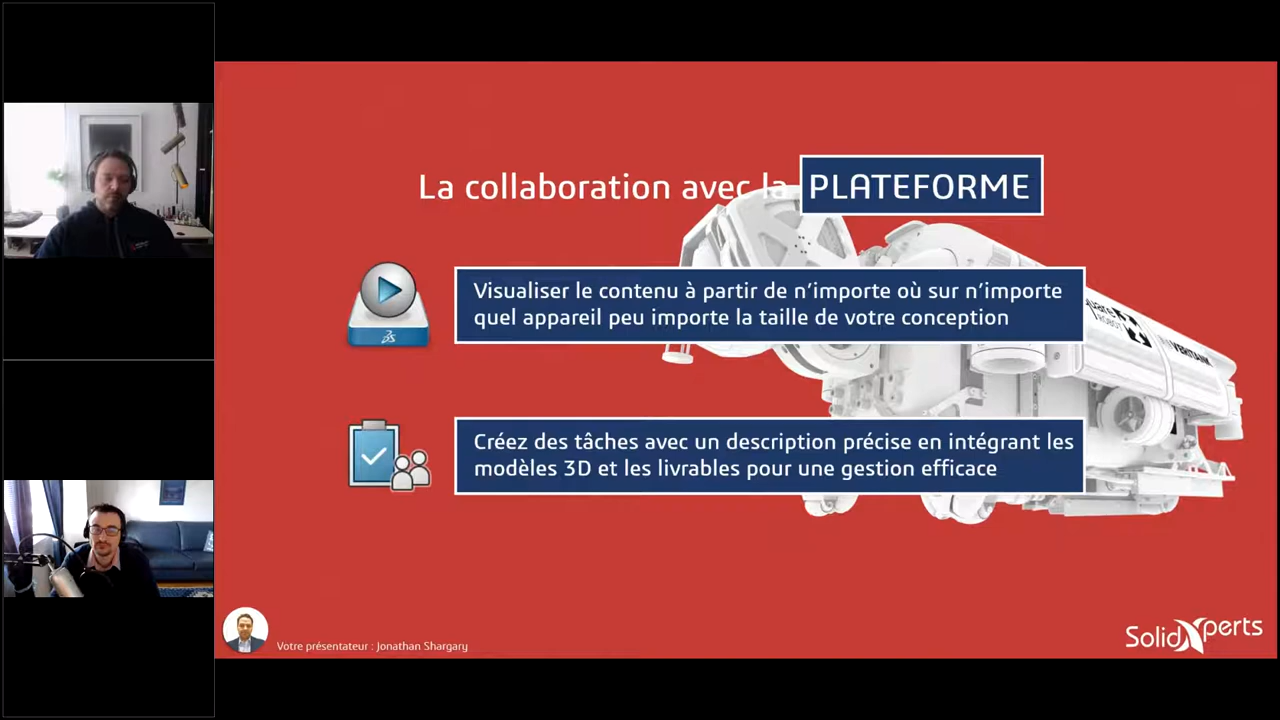 La collaboration avec la PLATEFORME
Visualiser le contenu à partir de n’importe où sur n’importe
quel appareil peu importe la taille de votre conception
Créez des tâches avec un description précise en intégrant les
modèles 3D et les livrables pour une gestion efficace
ROBOT
Votre présentateur : Jonathan Shargary
SolidXperts